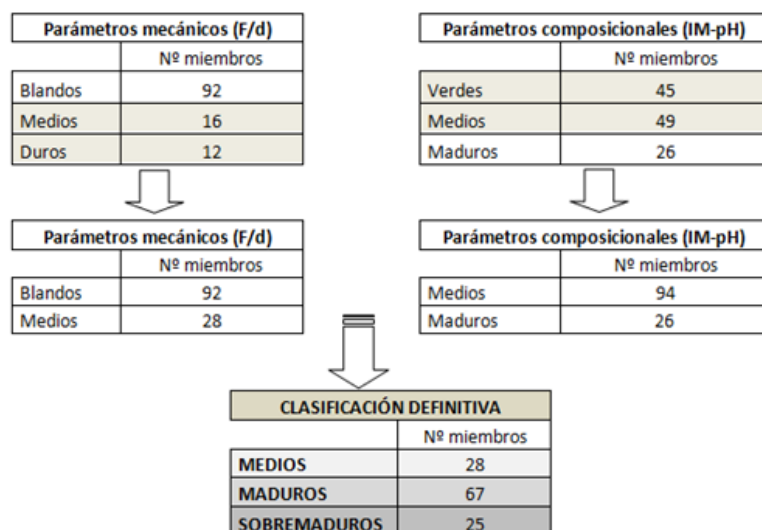 Parámetros mecánicos (F/d)
Nº miembros
Blandos 92
Medios 16
Duros 12
Parámetros composicionales (IM-pH)
Nº miembros
Verdes 45
Medios 49
Maduros 26
Parámetros mecánicos (F/d)
Nº miembros
Blandos 92
Medios 28
Parámetros composicionales (IM-pH)
Nº miembros
Medios 94
Maduros 26
CLASIFICACIÓN DEFINITIVA
Nº miembros
MEDIOS 28
MADUROS 67
SOBREMADUROS 25